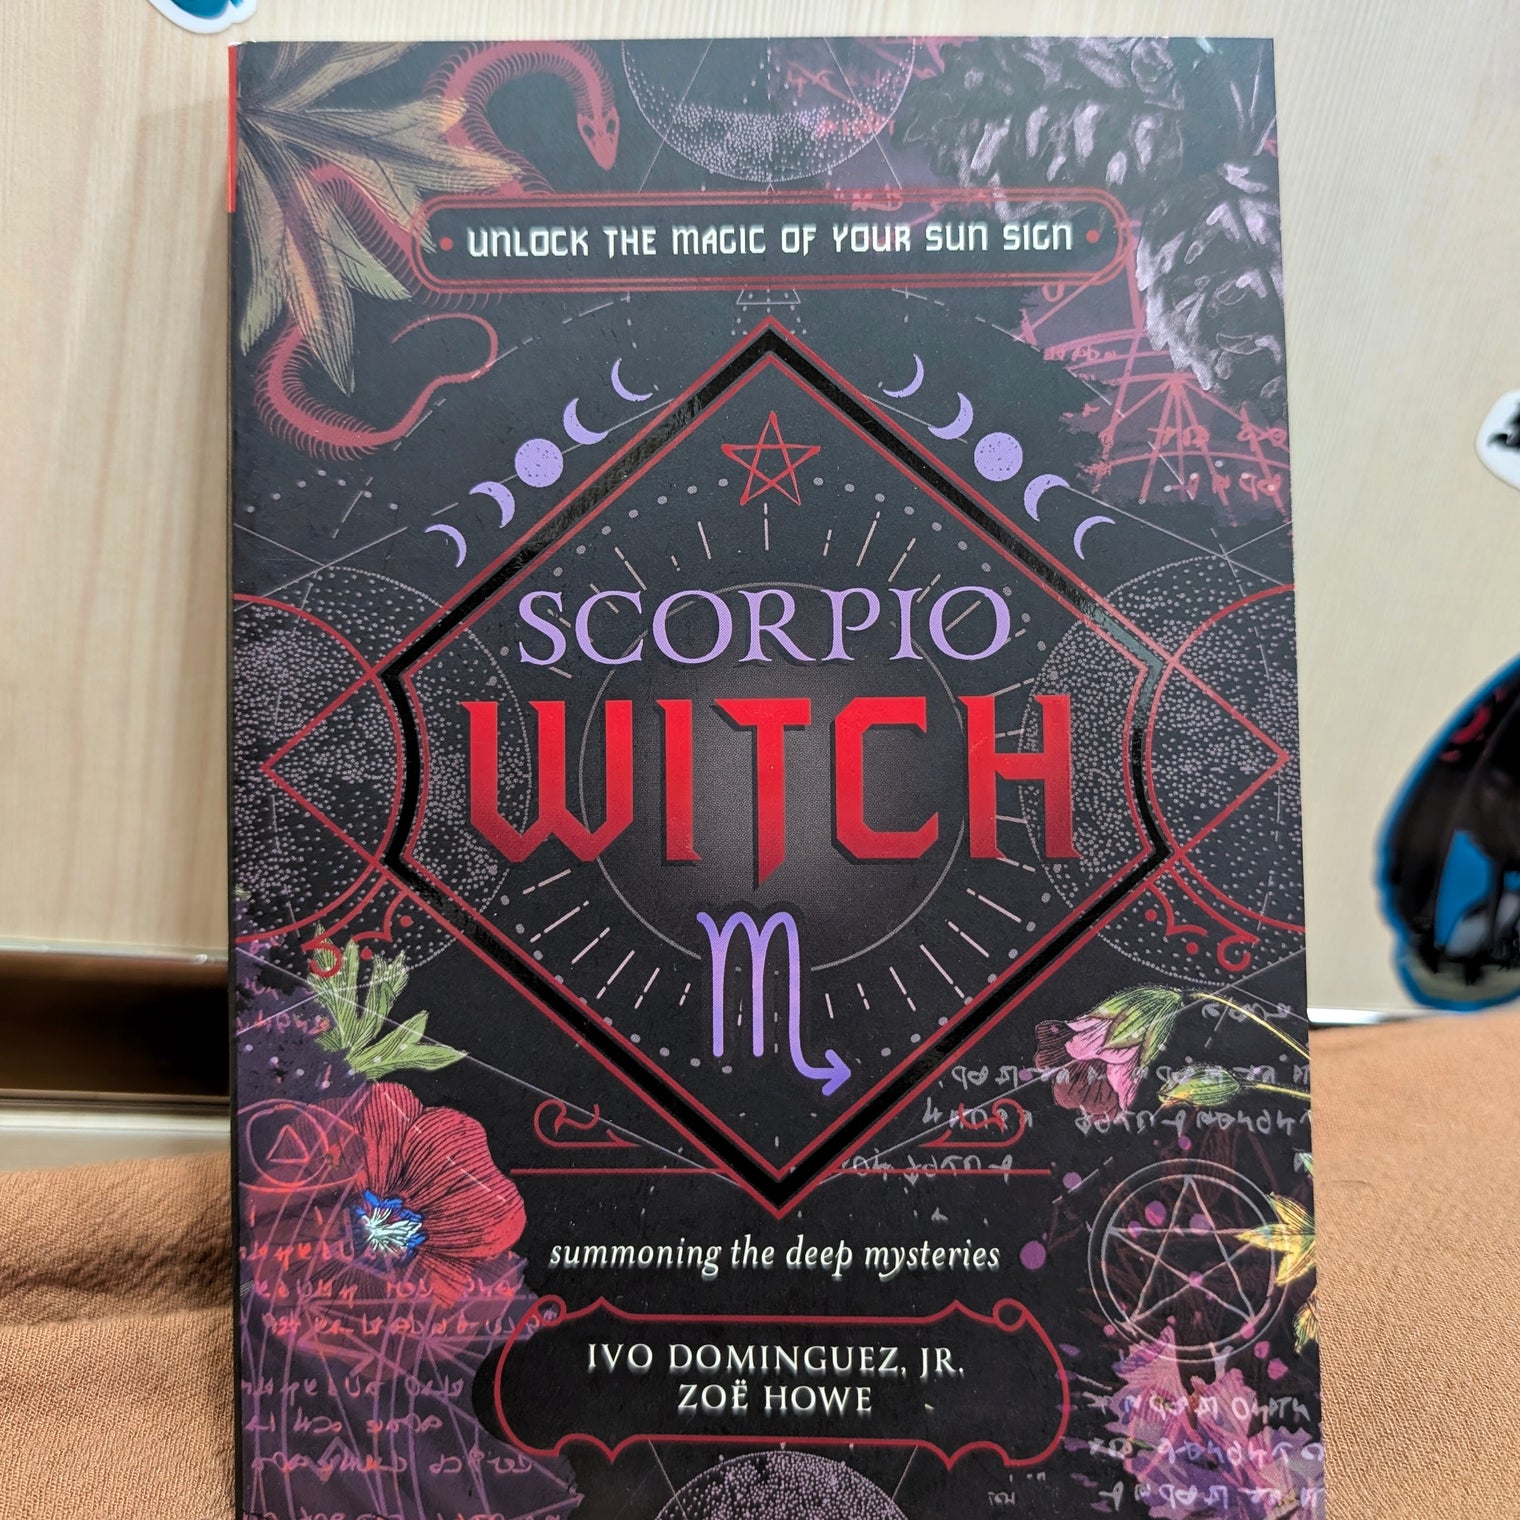 UNLOCK THE MAGIC OF YOUR SUN SIGN
SCORPIO
WITCH
summoning the deep mysteries
IVO DOMINGUEZ, JR.
ZOË HOWE